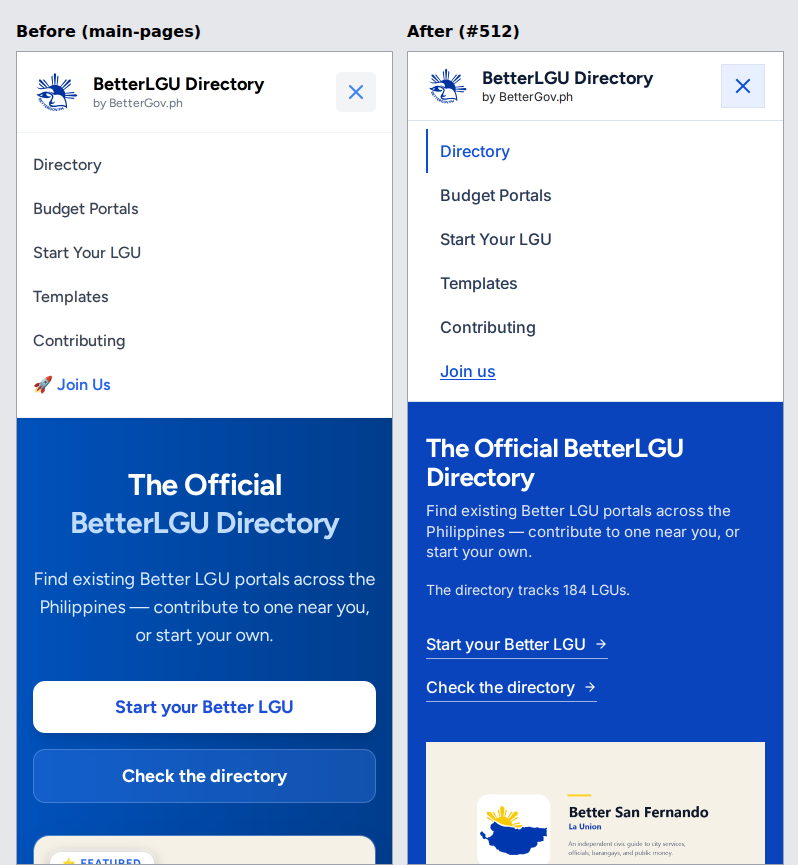 Before (main-pages)
BetterLGU Directory
by BetterGov.ph
Directory
Budget Portals
Start Your LGU
Templates
Contributing
🚀 Join Us
The Official
BetterLGU Directory
Find existing Better LGU portals across the
Philippines — contribute to one near you,
or start your own.
Start your Better LGU
Check the directory
⭐ FEATURED
After (#512)
BetterLGU Directory
by BetterGov.ph
Directory
Budget Portals
Start Your LGU
Templates
Contributing
Join us
The Official BetterLGU
Directory
Find existing Better LGU portals across the
Philippines — contribute to one near you, or
start your own.
The directory tracks 184 LGUs.
Start your Better LGU →
Check the directory →
Better San Fernando
La Union
An independent civic guide to city services,
officials, barangays, and public money.